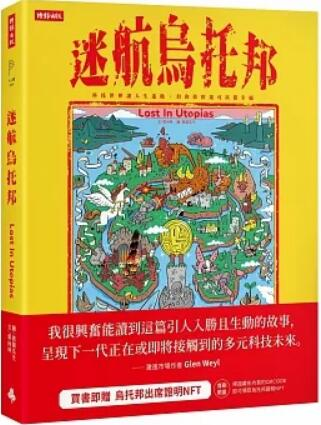 時報出版
迷航烏托邦
Lost in Utopias
迷航烏托邦
Lost in Utopias
我很興奮能讀到這篇引人入勝且生動的故事，
呈現下一代正在或即將接觸到的多元科技未來。
——激進市場作者 Glen Weyl
買書即贈 烏托邦出席證明NFT